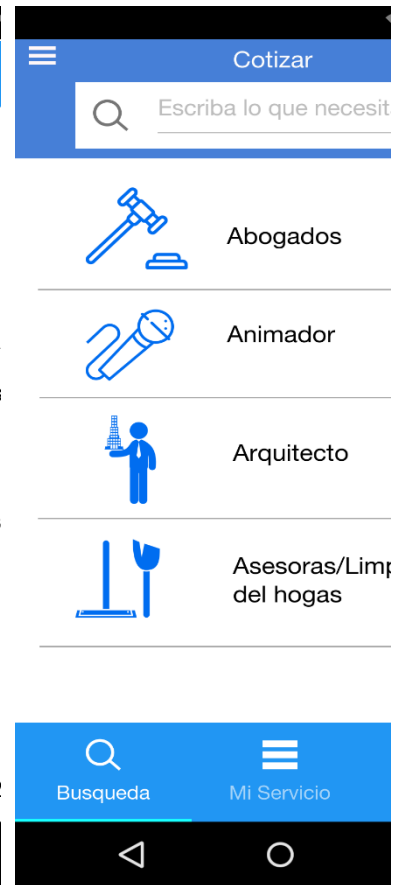 Cotizar
Escriba lo que necesit
Abogados
Animador
Arquitecto
Asesoras/Limp
del hogas
Busqueda
Mi Servicio